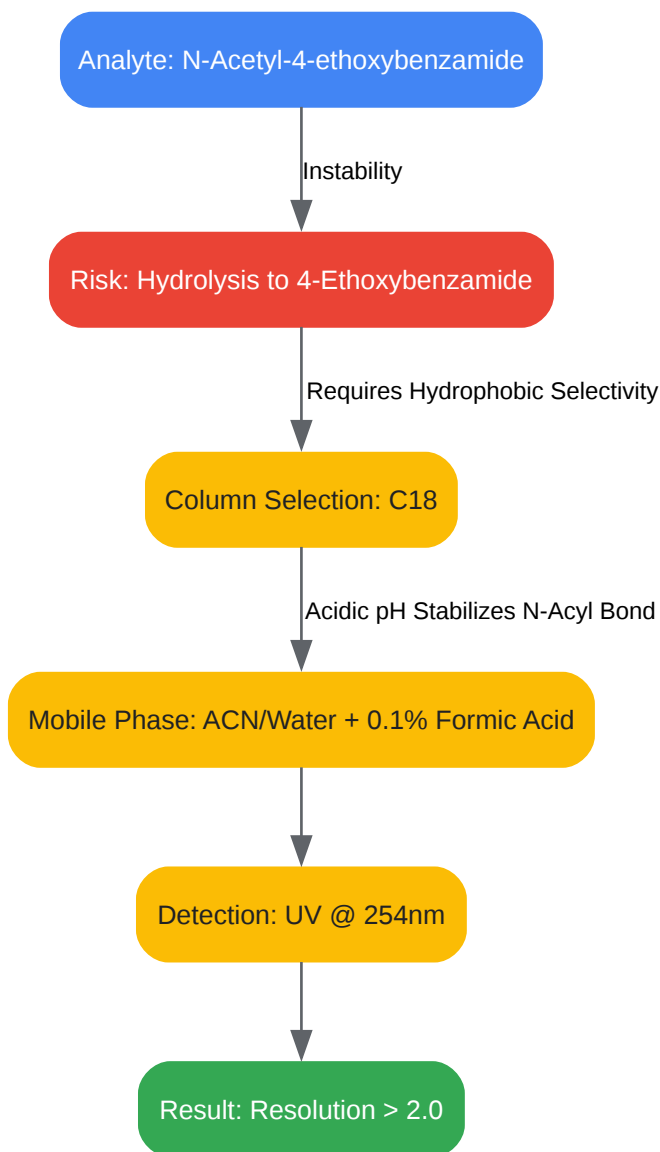 Analyte: N-Acetyl-4-ethoxybenzamide
Instability
Risk: Hydrolysis to 4-Ethoxybenzamide
Requires Hydrophobic Selectivity
Column Selection: C18
Acidic pH Stabilizes N-Acyl Bond
Mobile Phase: ACN/Water + 0.1% Formic Acid
Detection: UV @ 254nm
Result: Resolution > 2.0